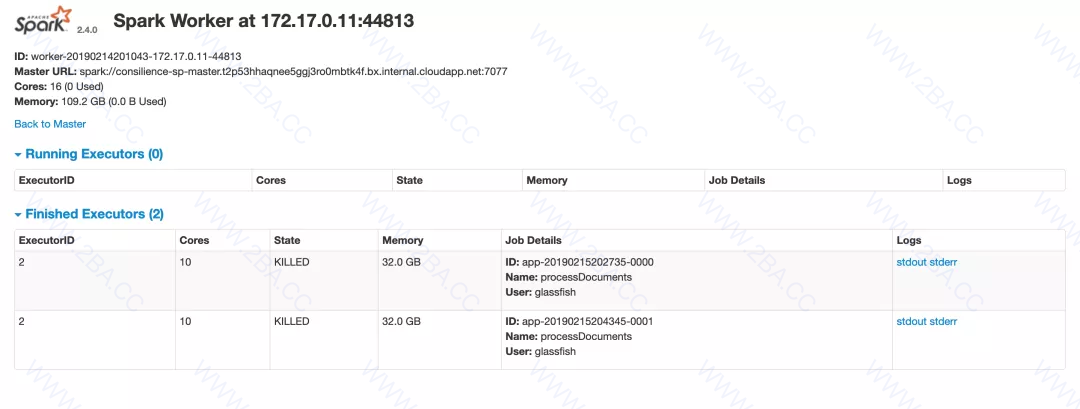 APACHE
Spark 2.4.0 Spark Worker at 172.17.0.11:44813
ID: worker-20190214201043-172.17.0.11-44813
Master URL: spark://consilience-sp-master.t2p53hhaqnee5ggj3ro0mbtk4f.bx.internal.cloudapp.net:7077
Cores: 16 (0 Used)
Memory: 109.2 GB (0.0 B Used)
Back to Master
Running Executors (0)
ExecutorID Cores State Memory Job Details Logs
Finished Executors (2)
ExecutorID Cores State Memory Job Details Logs
2 10 KILLED 32.0 GB ID: app-20190215202735-0000 stdout stderr
Name: processDocuments
User: glassfish
2 10 KILLED 32.0 GB ID: app-20190215204345-0001 stdout stderr
Name: processDocuments
User: glassfish
WWW.2BA.CC